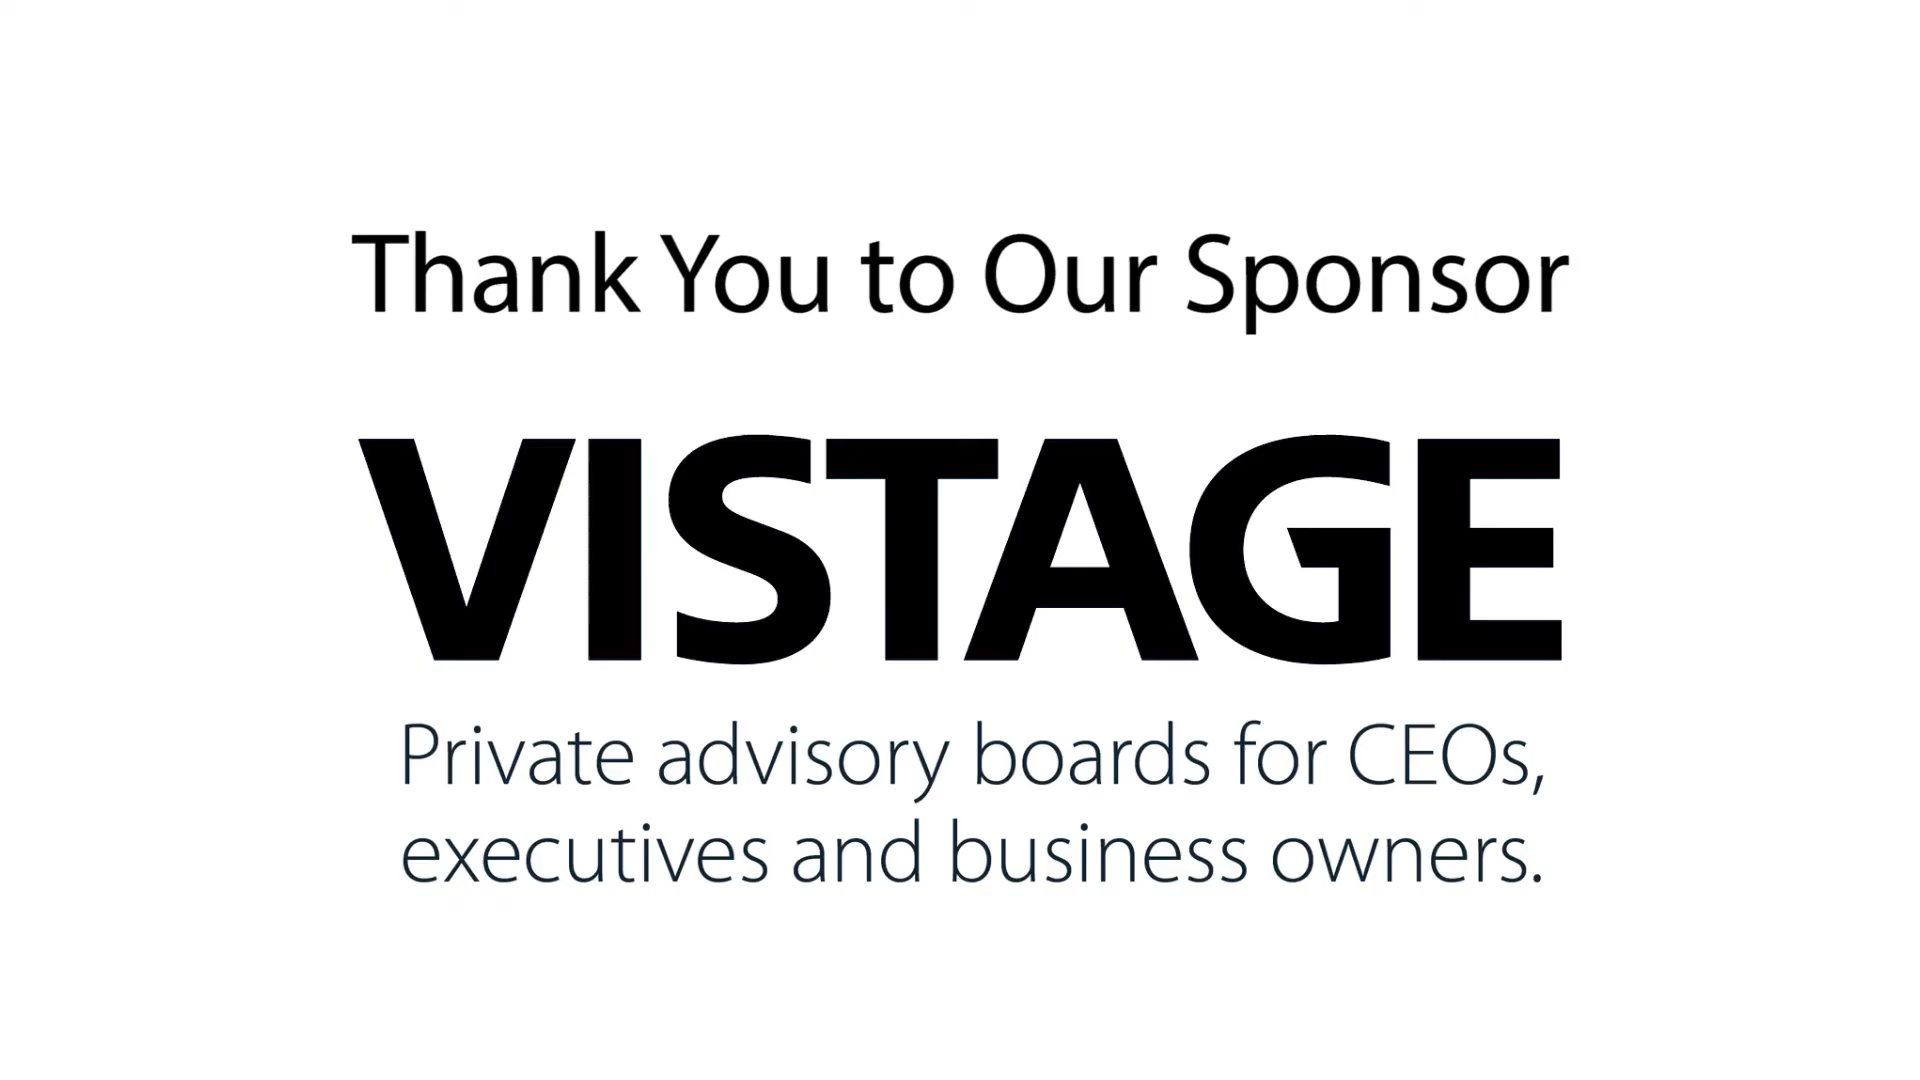 Thank You to Our Sponsor
VISTAGE
Private advisory boards for CEOs,
executives and business owners.